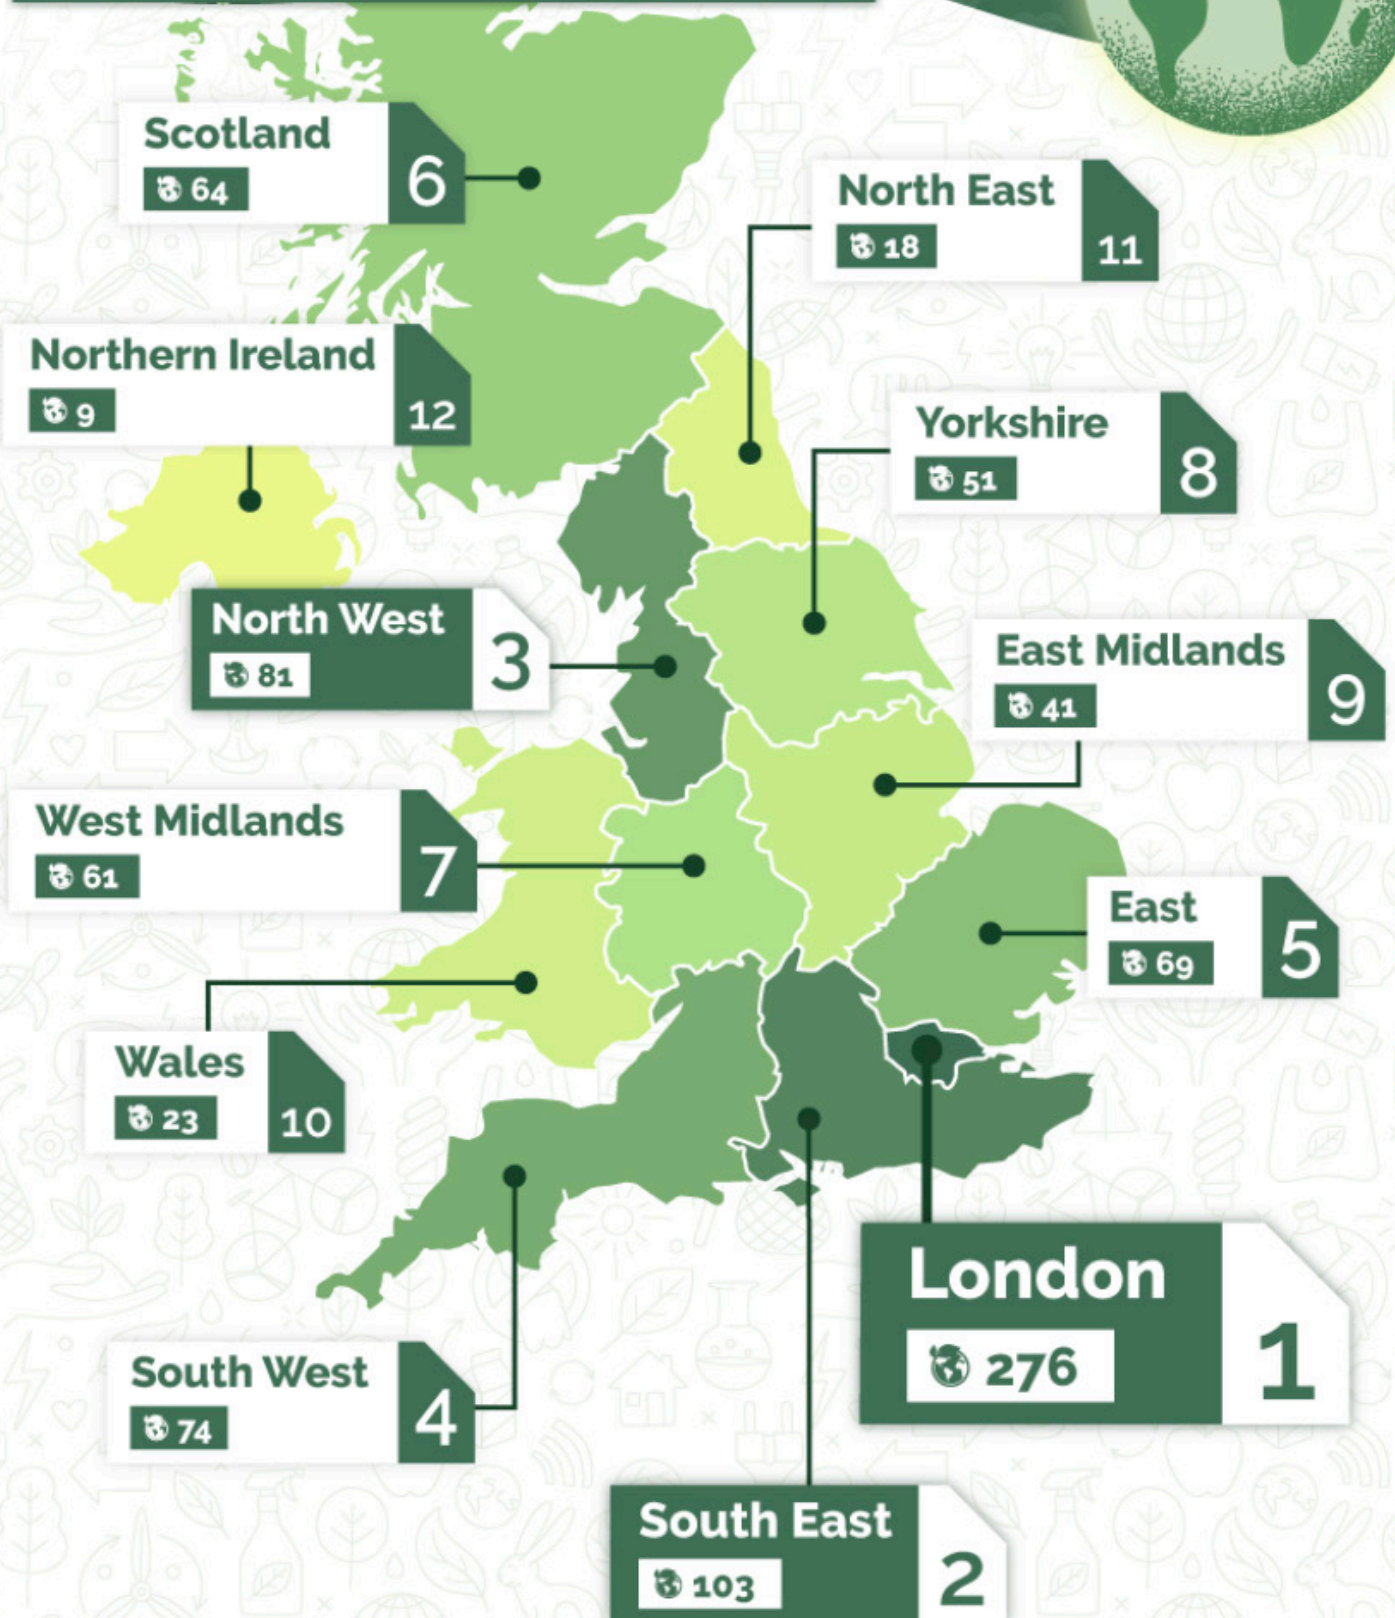 Scotland
64
6
North East
18
11
Northern Ireland
9
12
Yorkshire
51
8
North West
81
3
East Midlands
41
9
West Midlands
61
7
East
69
5
Wales
23
10
London
276
1
South West
74
4
South East
103
2